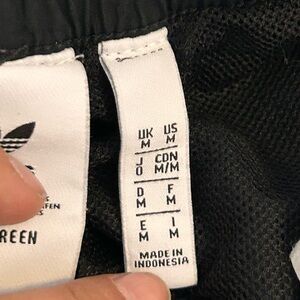 UK US
M M
J CDN
O M/M
D F
M M
E I
M M
MADE IN
INDONESIA
REEN